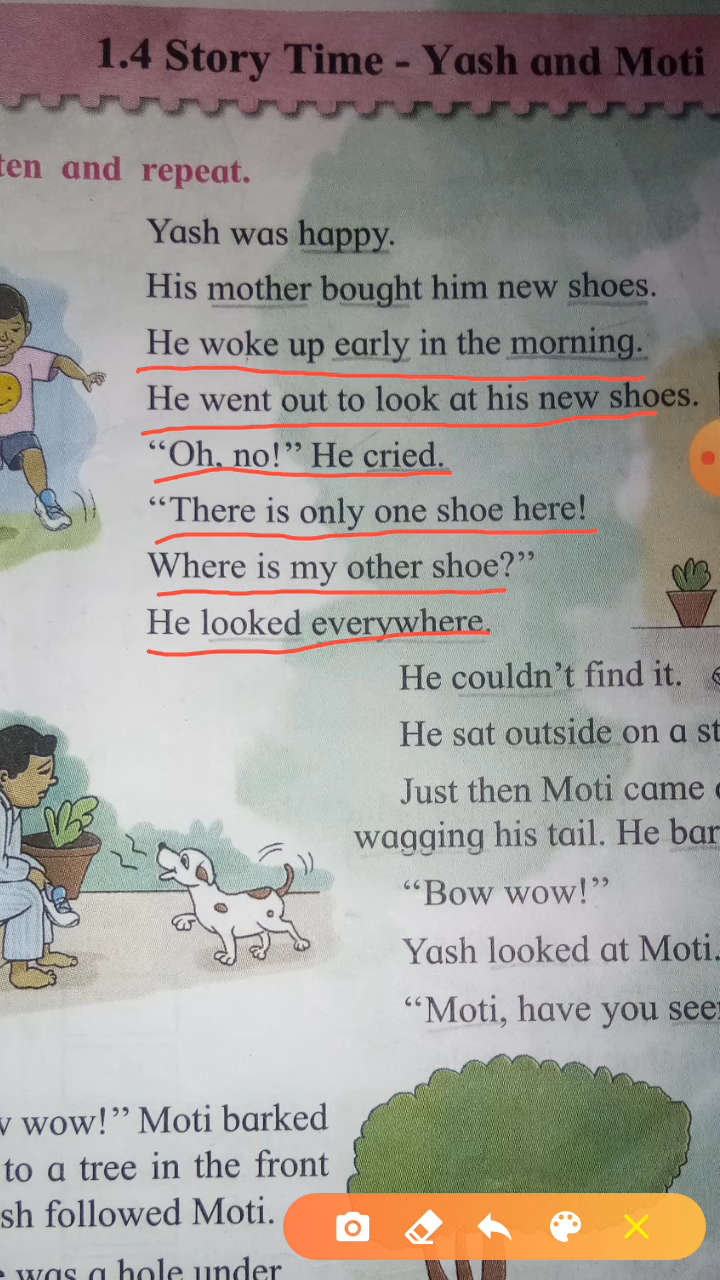 1.4 Story Time - Yash and Moti
and repeat.
Yash was happy.
His mother bought him new shoes.
He woke up early in the morning.
He went out to look at his new shoes.
“Oh, no!” He cried.
“There is only one shoe here!
Where is my other shoe?”
He looked everywhere.
He couldn’t find it.
He sat outside on a
Just then Moti came
wagging his tail. He
“Bow wow!”
Yash looked at Moti.
“Moti, have you
wow!” Moti barked
to a tree in the front
followed Moti.
was a hole under